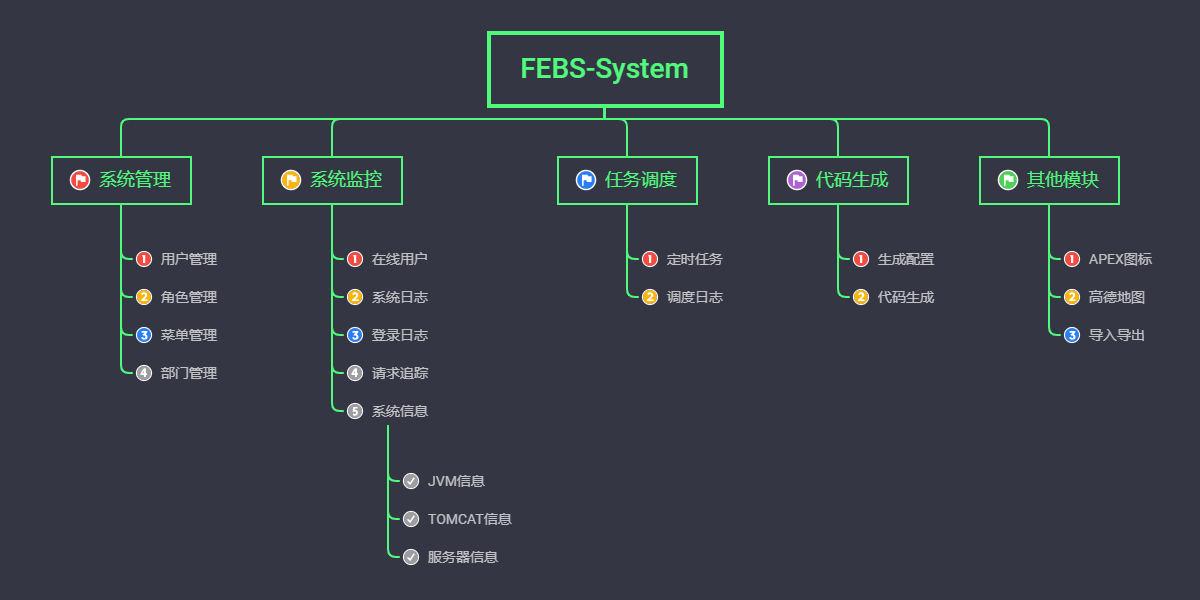 FEBS-System
系统管理
1 用户管理
2 角色管理
3 菜单管理
4 部门管理
系统监控
1 在线用户
2 系统日志
3 登录日志
4 请求追踪
5 系统信息
JVM信息
TOMCAT信息
服务器信息
任务调度
1 定时任务
2 调度日志
代码生成
1 生成配置
2 代码生成
其他模块
1 APEX图标
2 高德地图
3 导入导出